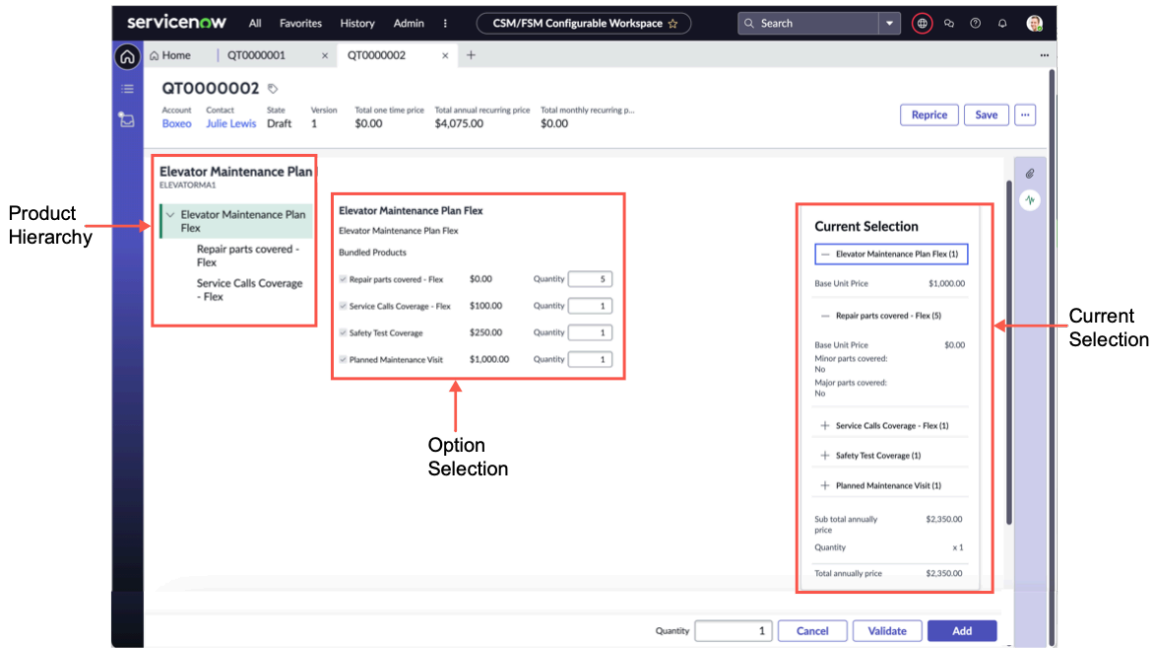 servicenow All Favorites History Admin CSM/FSM Configurable Workspace Search
Home QT0000001 × QT0000002 × +
QT0000002
Account Contact State Version Total one time price Total annual recurring price Total monthly recurring p...
Boxeo Julie Lewis Draft 1 $0.00 $4,075.00 $0.00
Reprice Save ...
Product
Hierarchy
Elevator Maintenance Plan
ELEVATORMA1
Elevator Maintenance Plan
Flex
Repair parts covered -
Flex
Service Calls Coverage
- Flex
Elevator Maintenance Plan Flex
Elevator Maintenance Plan Flex
Bundled Products
Repair parts covered - Flex $0.00 Quantity 5
Service Calls Coverage - Flex $100.00 Quantity 1
Safety Test Coverage $250.00 Quantity 1
Planned Maintenance Visit $1,000.00 Quantity 1
Option
Selection
Current Selection
— Elevator Maintenance Plan Flex (1)
Base Unit Price $1,000.00
— Repair parts covered - Flex (5)
Base Unit Price $0.00
Minor parts covered:
No
Major parts covered:
No
+ Service Calls Coverage - Flex (1)
+ Safety Test Coverage (1)
+ Planned Maintenance Visit (1)
Sub total annually
price $2,350.00
Quantity x 1
Total annually price $2,350.00
Current
Selection
Quantity 1 Cancel Validate Add